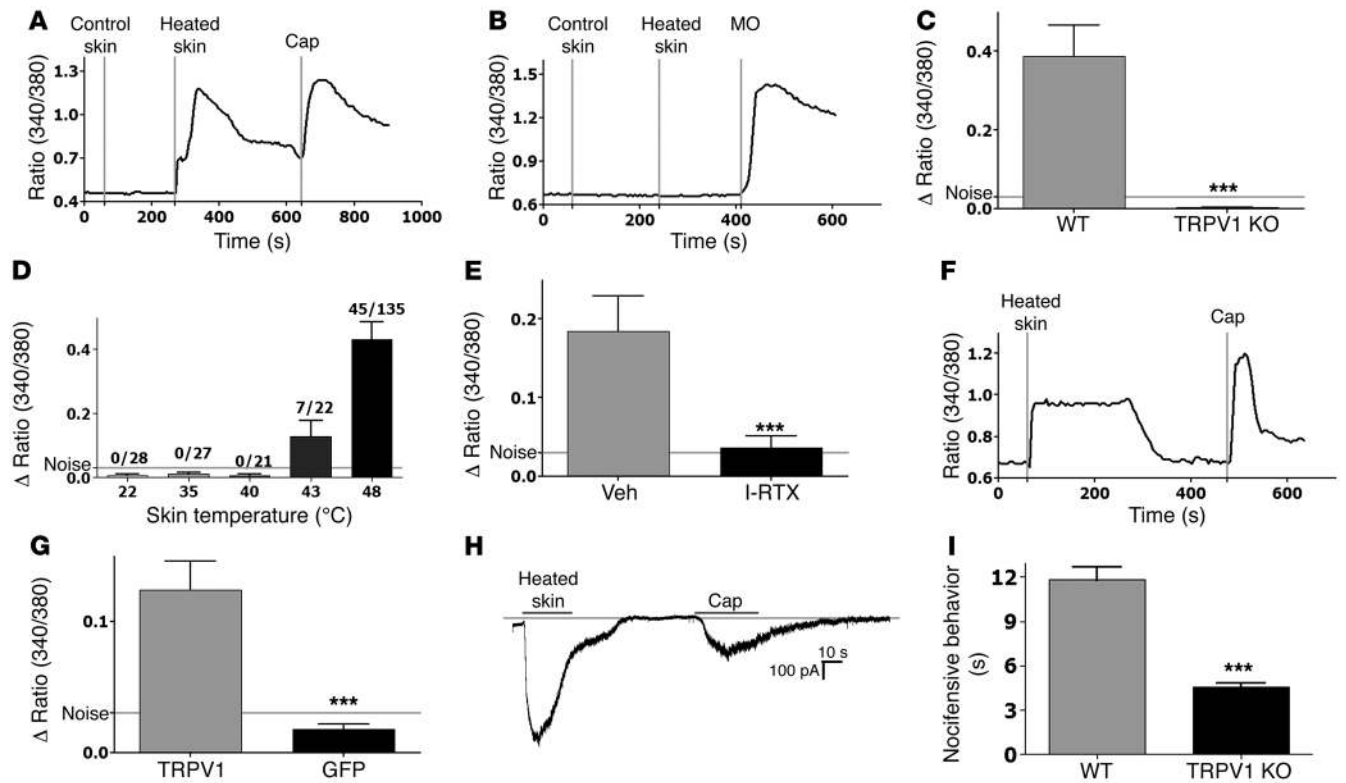 A
Control
skin
Heated
skin
Cap
Ratio (340/380)
1.3
1.0
0.7
0.4
0
200
400
600
800
1000
Time (s)
B
Control
skin
Heated
skin
MO
Ratio (340/380)
1.5
1.2
0.9
0.6
0
200
400
600
Time (s)
C
Δ Ratio (340/380)
0.4
0.2
Noise
0.0
***
WT
TRPV1 KO
D
Δ Ratio (340/380)
0.4
0.2
Noise
0.0
0/28
0/27
0/21
7/22
45/135
22
35
40
43
48
Skin temperature (°C)
E
Δ Ratio (340/380)
0.2
0.1
Noise
0.0
***
Veh
I-RTX
F
Heated
skin
Cap
Ratio (340/380)
1.2
1.0
0.8
0.6
0
200
400
600
Time (s)
G
Δ Ratio (340/380)
0.1
Noise
0.0
***
TRPV1
GFP
H
Heated
skin
Cap
10 s
100 pA
I
Nocifensive behavior
(s)
12
9
6
3
0
***
WT
TRPV1 KO